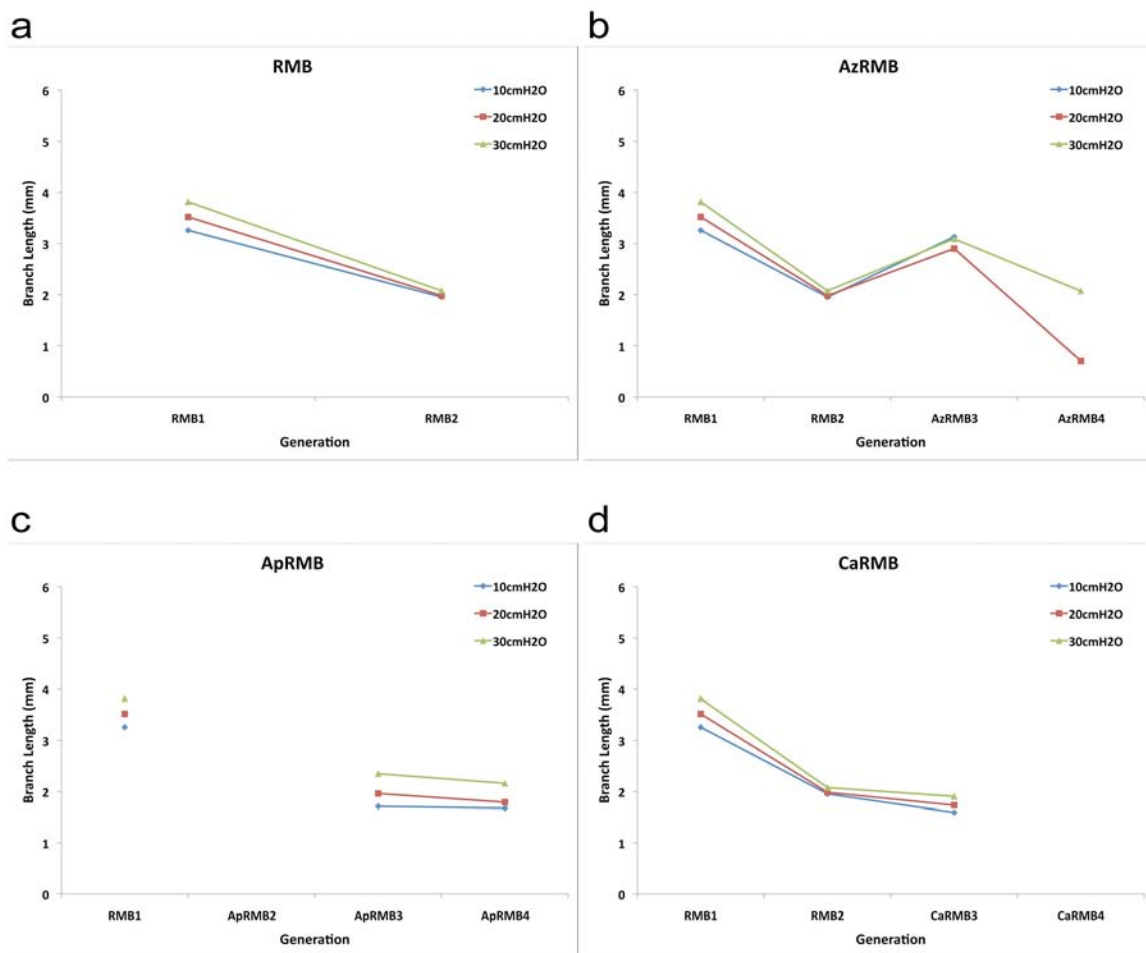 a
RMB
10cmH2O
20cmH2O
30cmH2O
6
5
4
3
2
1
0
Branch Length (mm)
RMB1 RMB2
Generation
b
AzRMB
10cmH2O
20cmH2O
30cmH2O
6
5
4
3
2
1
0
Branch Length (mm)
RMB1 RMB2 AzRMB3 AzRMB4
Generation
c
ApRMB
10cmH2O
20cmH2O
30cmH2O
6
5
4
3
2
1
0
Branch Length (mm)
RMB1 ApRMB2 ApRMB3 ApRMB4
Generation
d
CaRMB
10cmH2O
20cmH2O
30cmH2O
6
5
4
3
2
1
0
Branch Length (mm)
RMB1 RMB2 CaRMB3 CaRMB4
Generation